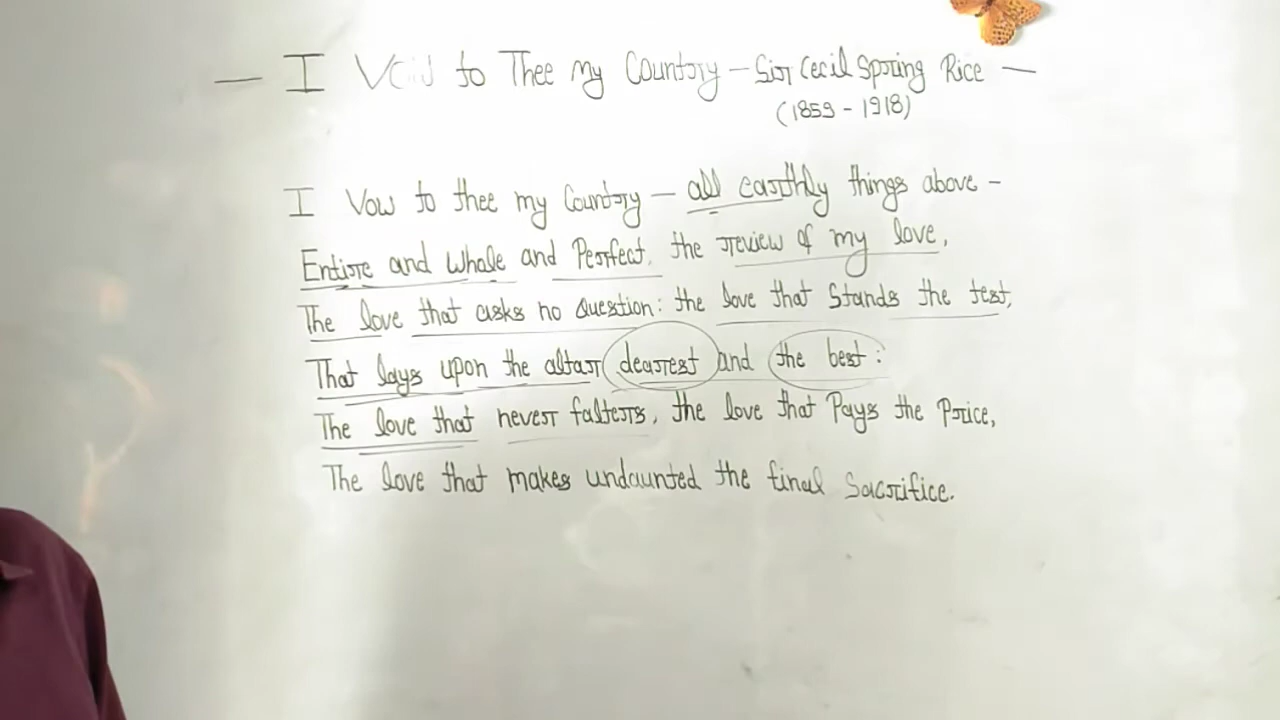 — I to Thee My Country — Sir Cecil Spring Rice —
(1859 - 1918)
I Vow to thee my Country — all earthly things above -
Entire and Whole and Perfect. the review of my love,
The love that asks no Question: the love that Stands the test,
That lays upon the altar dearest and the best:
The love that never falters, the love that Pays the Price,
The love that makes undaunted the final Sacrifice.